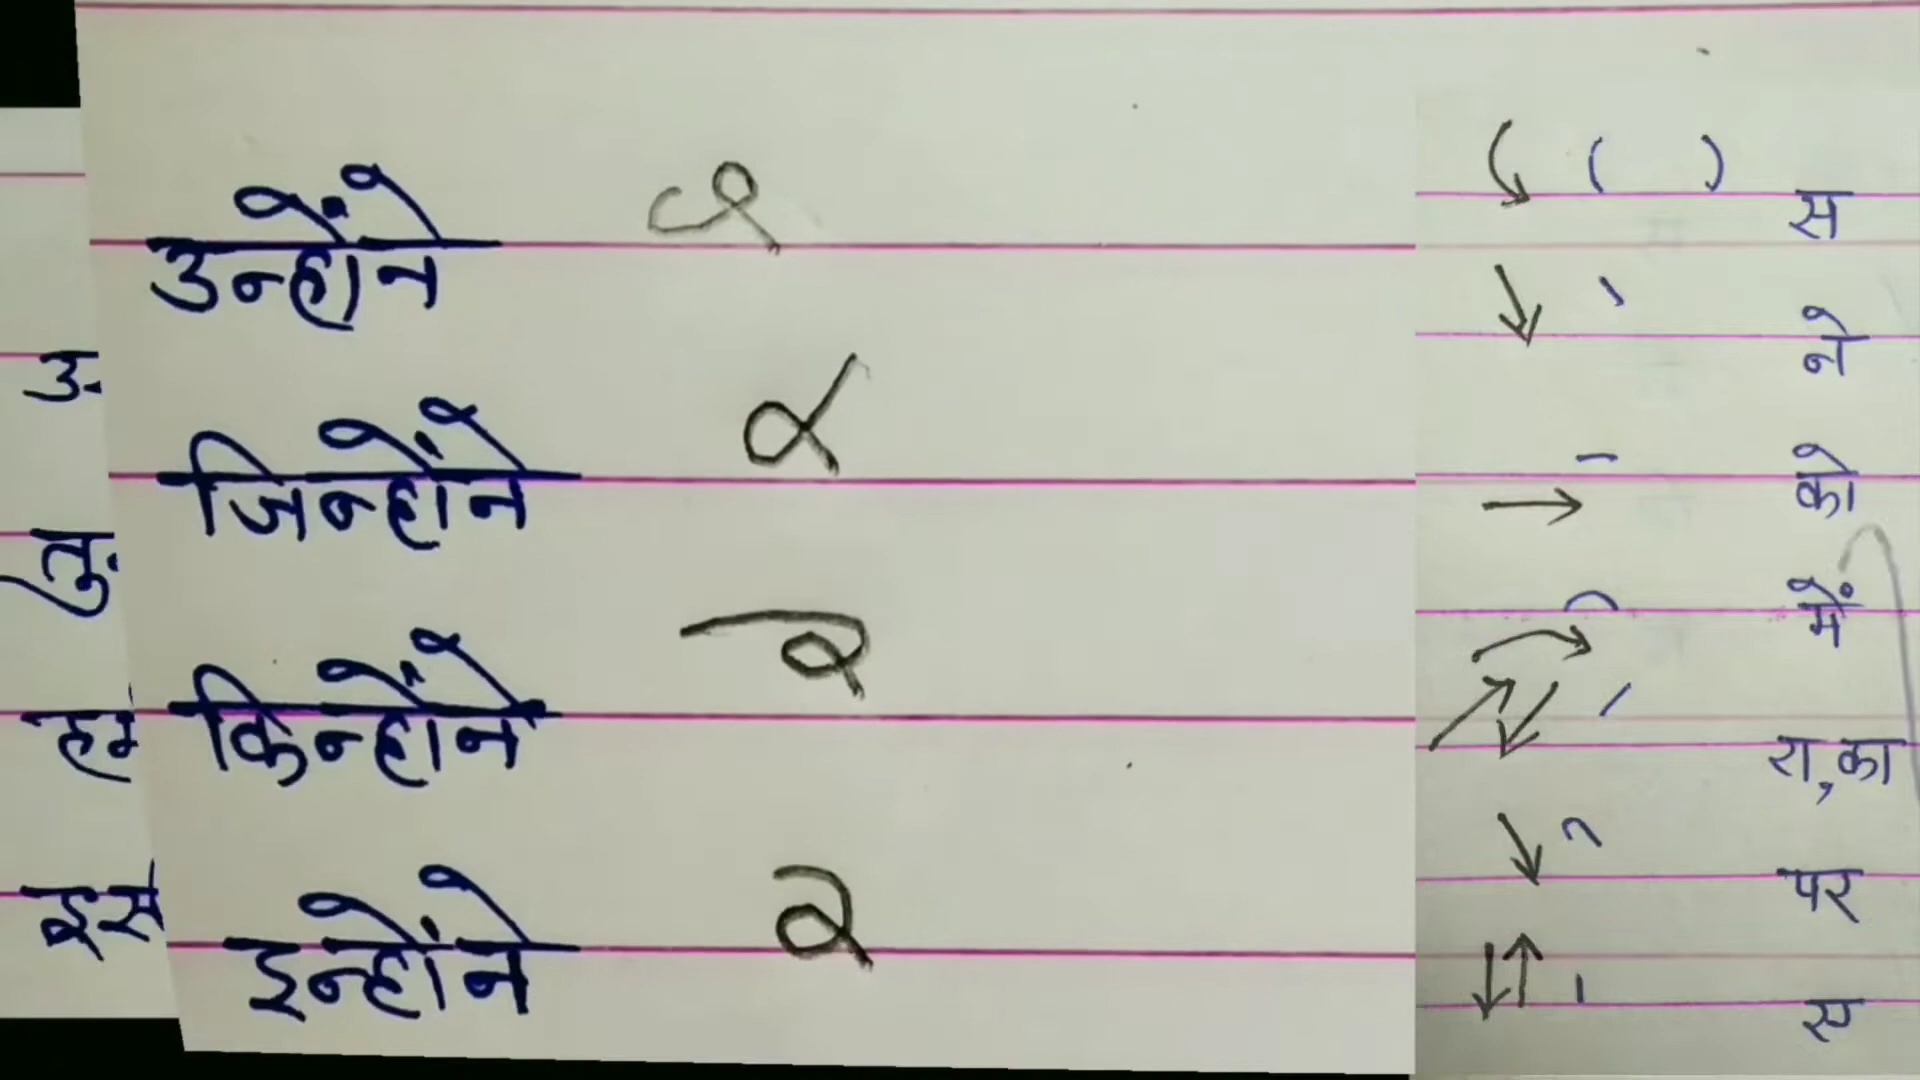 उन्होंने
जिन्होंने
किन्होंने
इन्होंने
स
ने
को
में
रा,का
पर